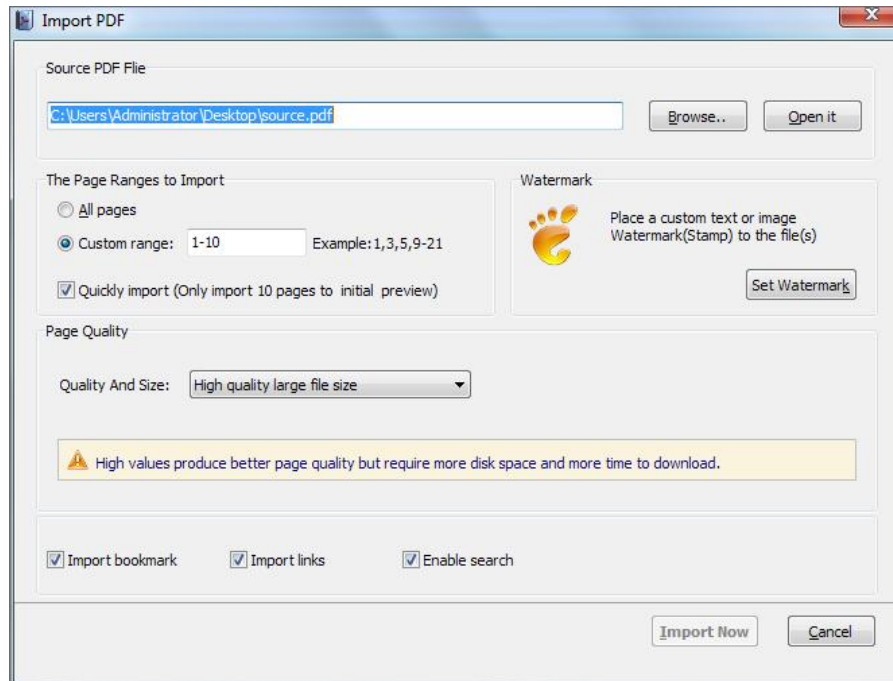 Import PDF
Source PDF Flie
C:\Users\Administrator\Desktop\source.pdf
Browse..
Open it
The Page Ranges to Import
All pages
Custom range: 1-10 Example:1,3,5,9-21
Quickly import (Only import 10 pages to initial preview)
Watermark
Place a custom text or image
Watermark(Stamp) to the file(s)
Set Watermark
Page Quality
Quality And Size: High quality large file size
High values produce better page quality but require more disk space and more time to download.
Import bookmark Import links Enable search
Import Now Cancel